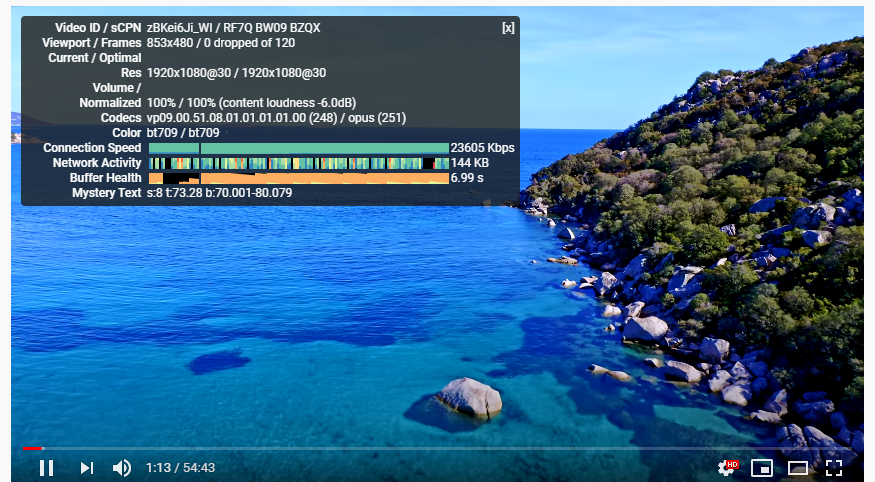 Video ID / sCPN zBKei6Ji_WI / RF7Q BW09 BZQX [x]
Viewport / Frames 853x480 / 0 dropped of 120
Current / Optimal
Res 1920x1080@30 / 1920x1080@30
Volume /
Normalized 100% / 100% (content loudness -6.0dB)
Codecs vp09.00.51.08.01.01.01.01.00 (248) / opus (251)
Color bt709 / bt709
Connection Speed 23605 Kbps
Network Activity 144 KB
Buffer Health 6.99 s
Mystery Text s:8 t:73.28 b:70.001-80.079
1:13 / 54:43 HD